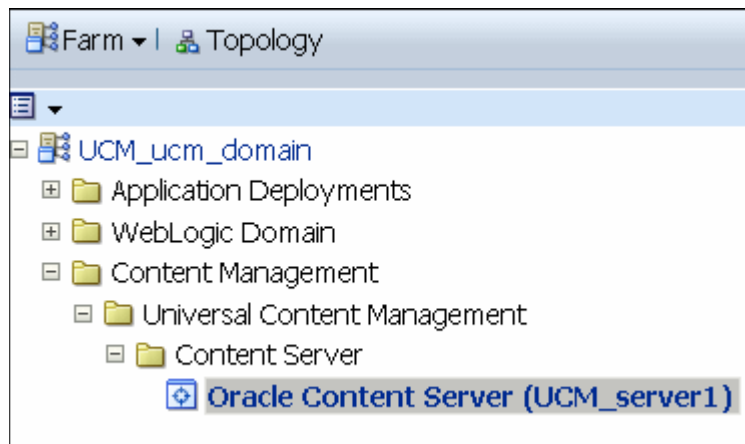 Farm Topology
UCM_ucm_domain
Application Deployments
WebLogic Domain
Content Management
Universal Content Management
Content Server
Oracle Content Server (UCM_server1)